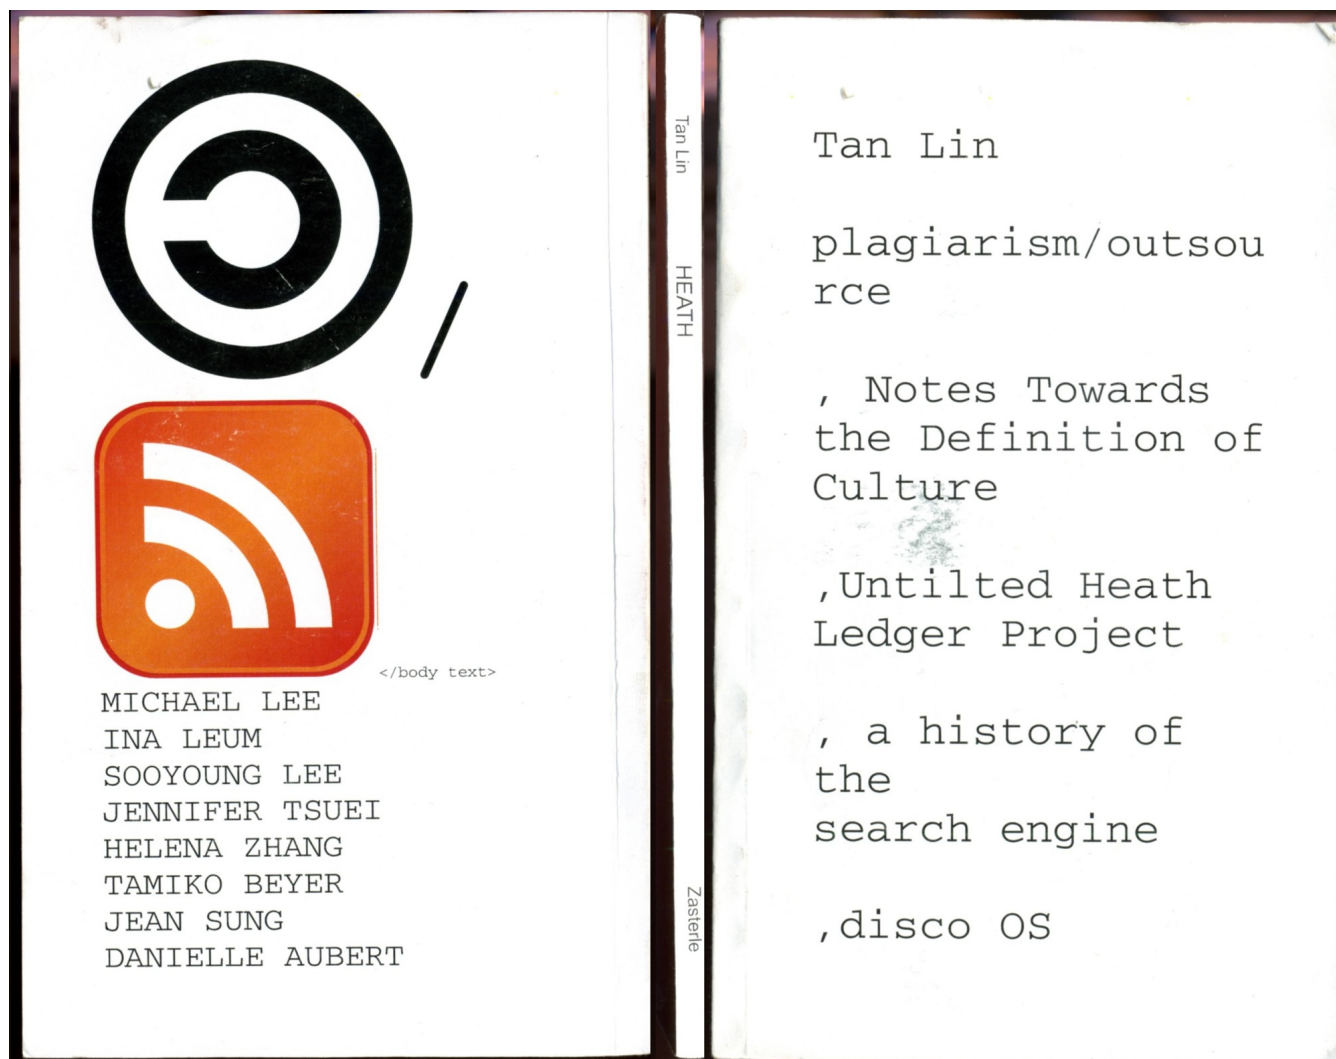 </body text>
MICHAEL LEE
INA LEUM
SOOYOUNG LEE
JENNIFER TSUEI
HELENA ZHANG
TAMIKO BEYER
JEAN SUNG
DANIELLE AUBERT
Tan Lin
HEATH
Zasterle
Tan Lin
plagiarism/outsou
rce
, Notes Towards
the Definition of
Culture
,Untilted Heath
Ledger Project
, a history of
the
search engine
,disco OS